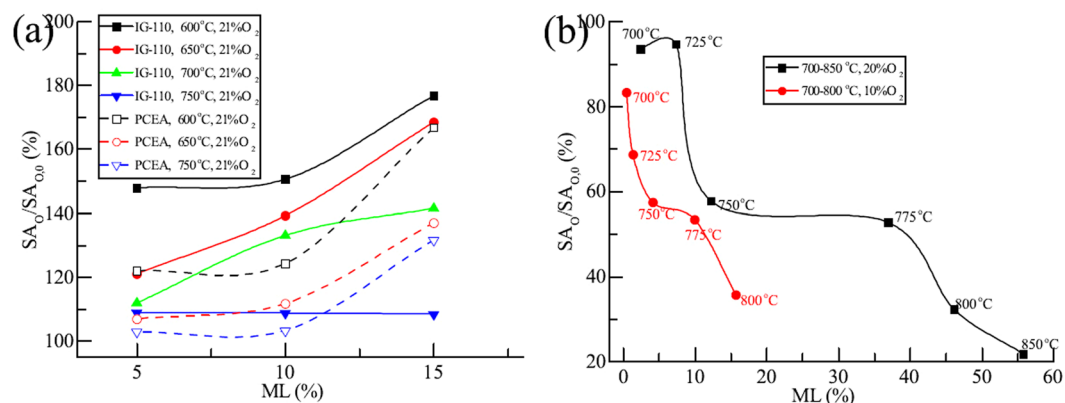 (a)
IG-110, 600°C, 21%O2
IG-110, 650°C, 21%O2
IG-110, 700°C, 21%O2
IG-110, 750°C, 21%O2
PCEA, 600°C, 21%O2
PCEA, 650°C, 21%O2
PCEA, 750°C, 21%O2
200
180
160
140
120
100
SAO/SAO,0 (%)
5
10
15
ML (%)
(b)
700-850 °C, 20%O2
700-800 °C, 10%O2
100
80
60
40
20
SAO/SAO,0 (%)
700°C
725°C
700°C
725°C
750°C
750°C
775°C
775°C
800°C
800°C
850°C
0
10
20
30
40
50
60
ML (%)